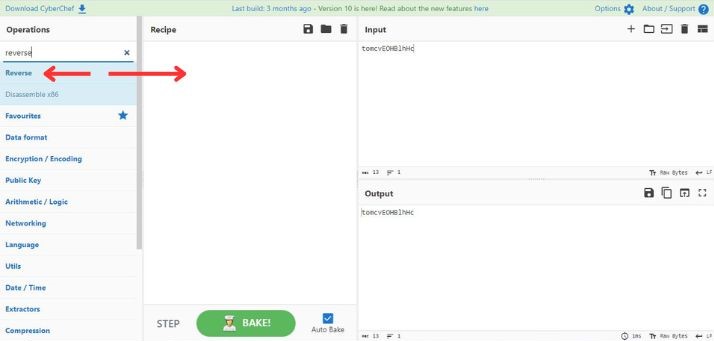 Download CyberChef
Last build: 3 months ago - Version 10 is here! Read about the new features here
Options
About / Support
Operations
reverse
Reverse
Disassemble x86
Favourites
Data format
Encryption / Encoding
Public Key
Arithmetic / Logic
Networking
Language
Utils
Date / Time
Extractors
Compression
Recipe
STEP
BAKE!
Auto Bake
Input
tomcvEOHBlhHc
13 1
Raw Bytes LF
Output
tomcvEOHBlhHc
13 1
1ms Raw Bytes LF